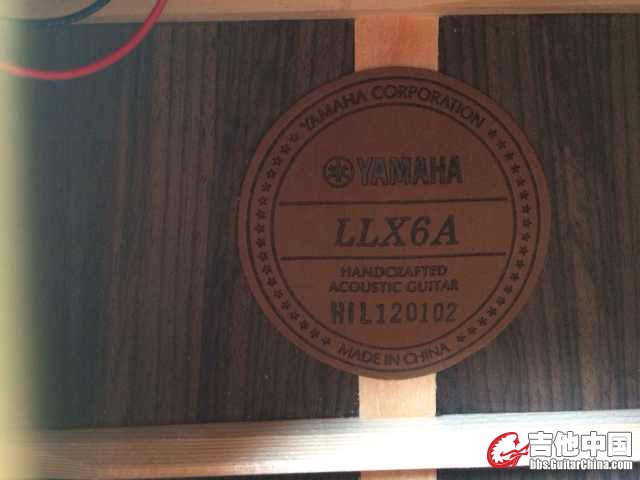 YAMAHA CORPORATION
YAMAHA
LLX6A
HANDCRAFTED
ACOUSTIC GUITAR
HIL120102
MADE IN CHINA
吉他中国
bbs.GuitarChina.com